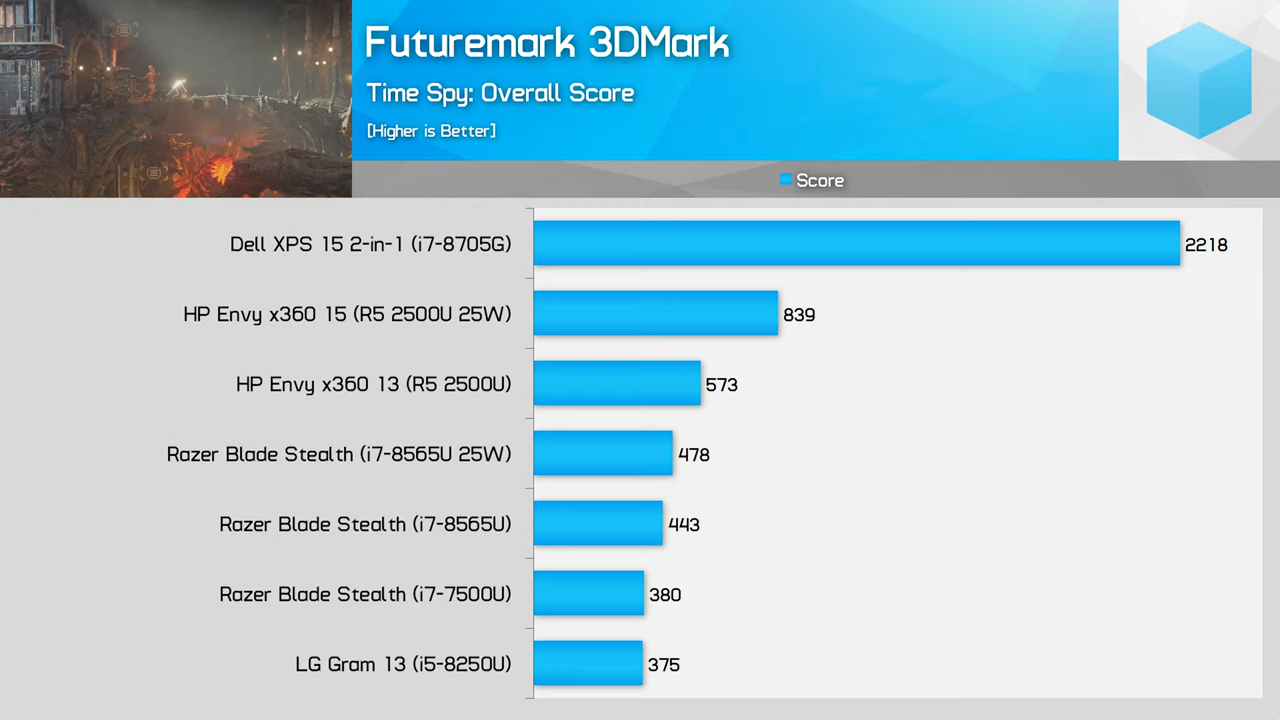 Futuremark 3DMark
Time Spy: Overall Score
[Higher is Better]
Score
Dell XPS 15 2-in-1 (i7-8705G) 2218
HP Envy x360 15 (R5 2500U 25W) 839
HP Envy x360 13 (R5 2500U) 573
Razer Blade Stealth (i7-8565U 25W) 478
Razer Blade Stealth (i7-8565U) 443
Razer Blade Stealth (i7-7500U) 380
LG Gram 13 (i5-8250U) 375